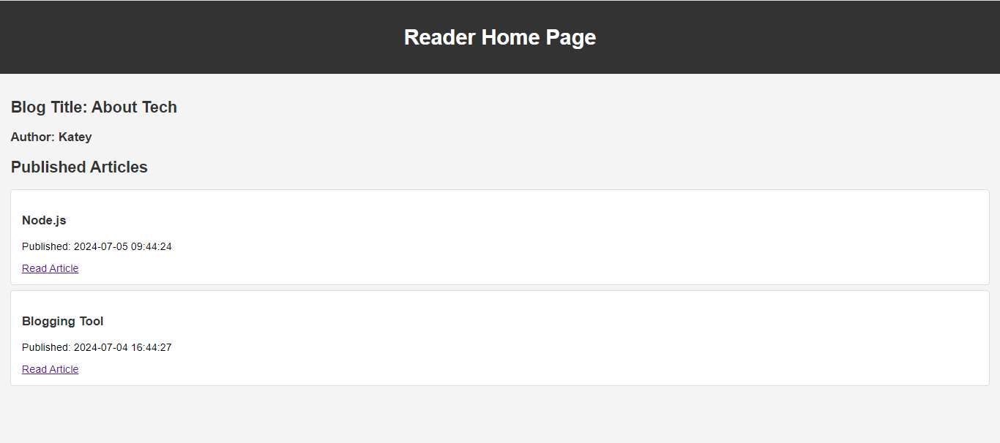 Reader Home Page
Blog Title: About Tech
Author: Katey
Published Articles
Node.js
Published: 2024-07-05 09:44:24
Read Article
Blogging Tool
Published: 2024-07-04 16:44:27
Read Article